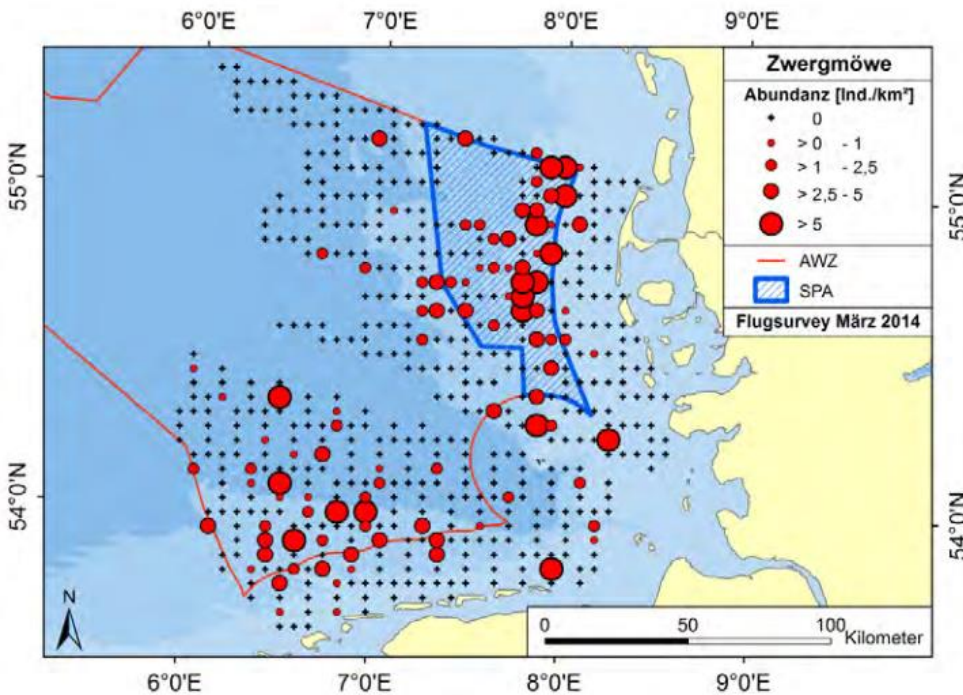 6°0'E 7°0'E 8°0'E 9°0'E
Zwergmöwe
Abundanz [Ind./km²]
0
> 0 - 1
> 1 - 2,5
> 2,5 - 5
> 5
AWZ
SPA
Flugsurvey März 2014
55°0'N
55°0'N
54°0'N
54°0'N
N
0 50 100
Kilometer
6°0'E 7°0'E 8°0'E 9°0'E